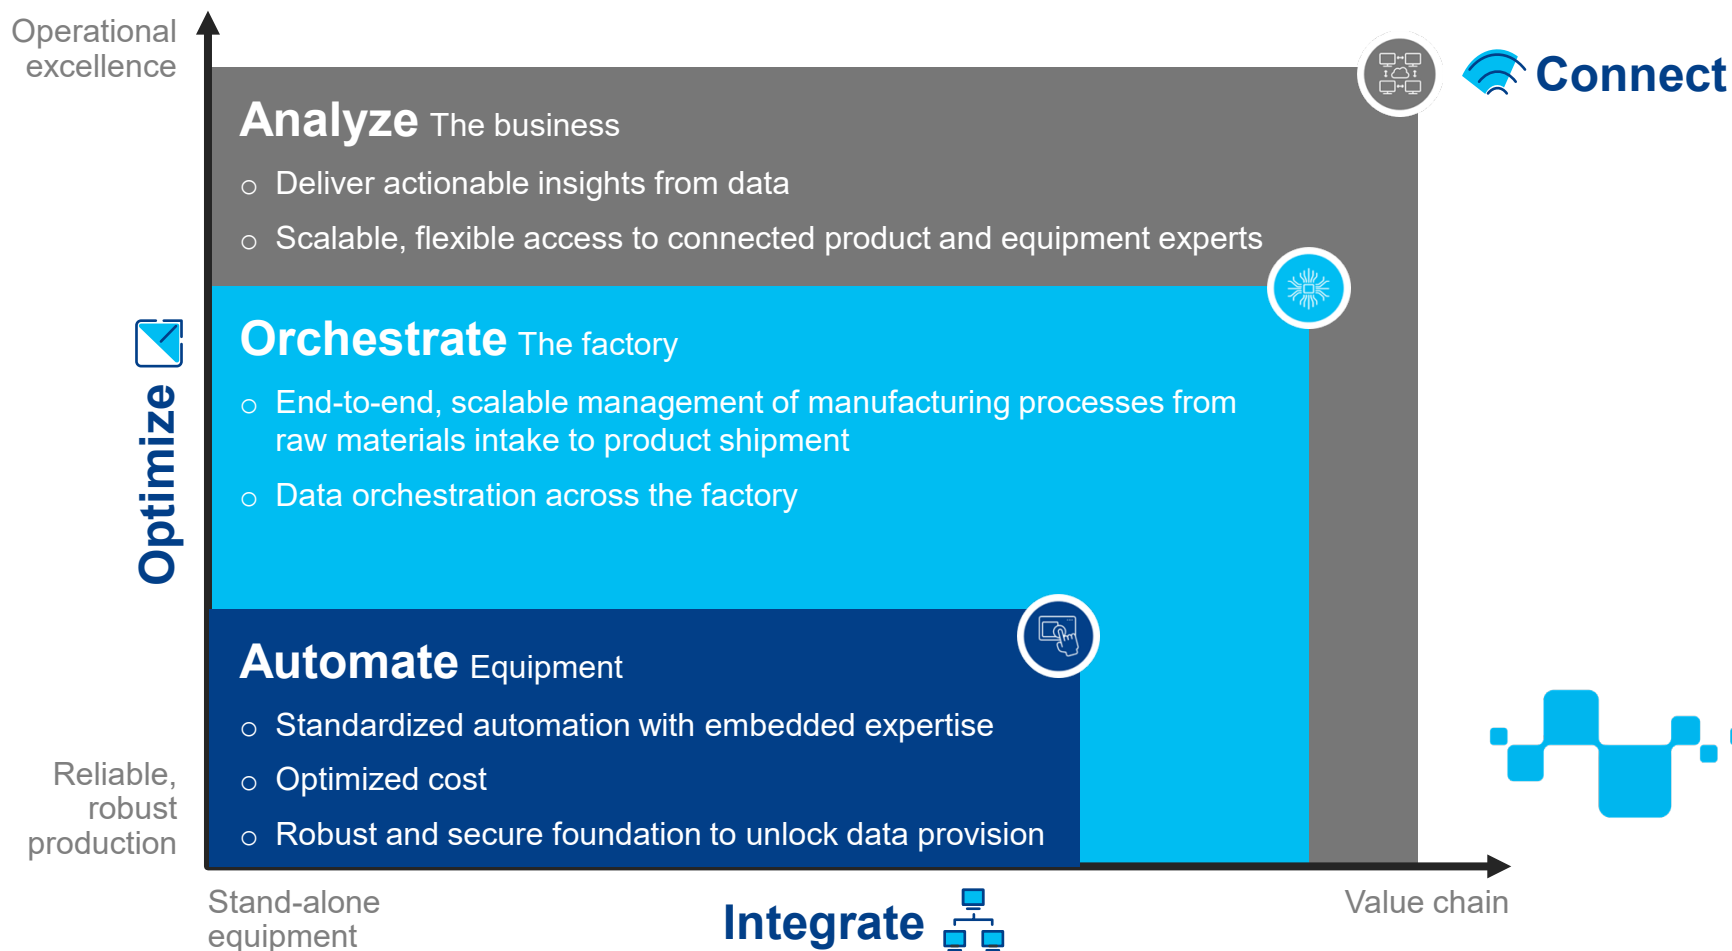 Operational
excellence
Connect
Analyze The business
o Deliver actionable insights from data
o Scalable, flexible access to connected product and equipment experts
Orchestrate The factory
o End-to-end, scalable management of manufacturing processes from
raw materials intake to product shipment
o Data orchestration across the factory
Optimize
Automate Equipment
o Standardized automation with embedded expertise
o Optimized cost
o Robust and secure foundation to unlock data provision
Reliable,
robust
production
Stand-alone
equipment
Integrate
Value chain